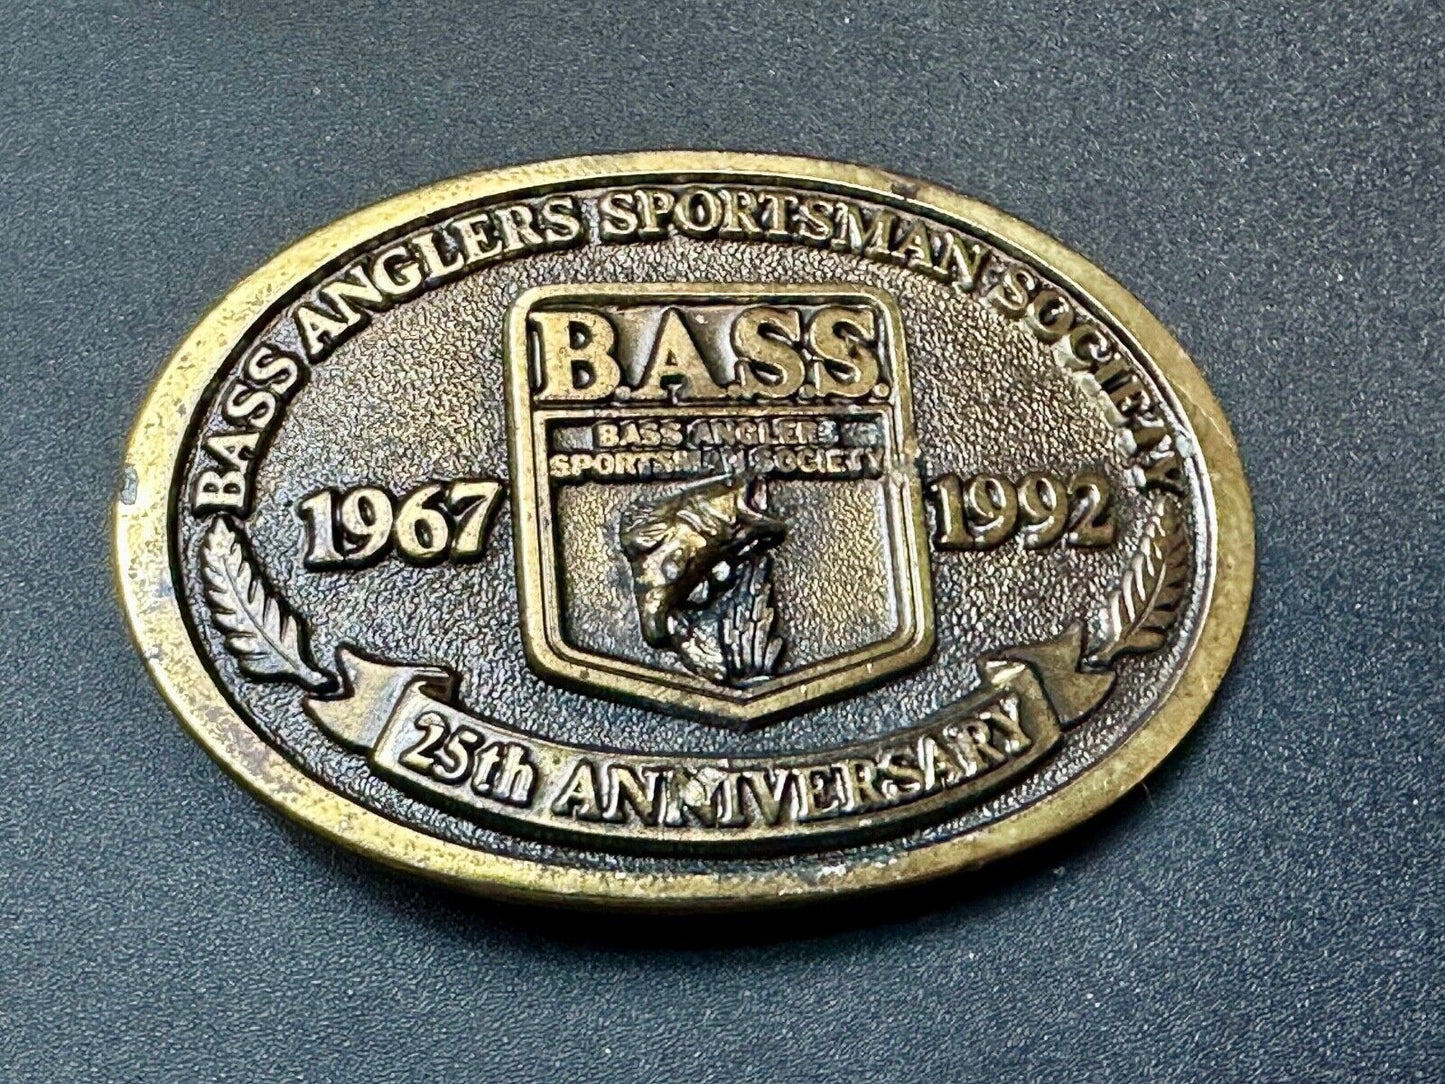 BASS ANGLERS SPORTSMAN SOCIETY
B.A.S.S.
BASS ANGLERS
SPORTSMAN SOCIETY
1967
1992
25th ANNIVERSARY